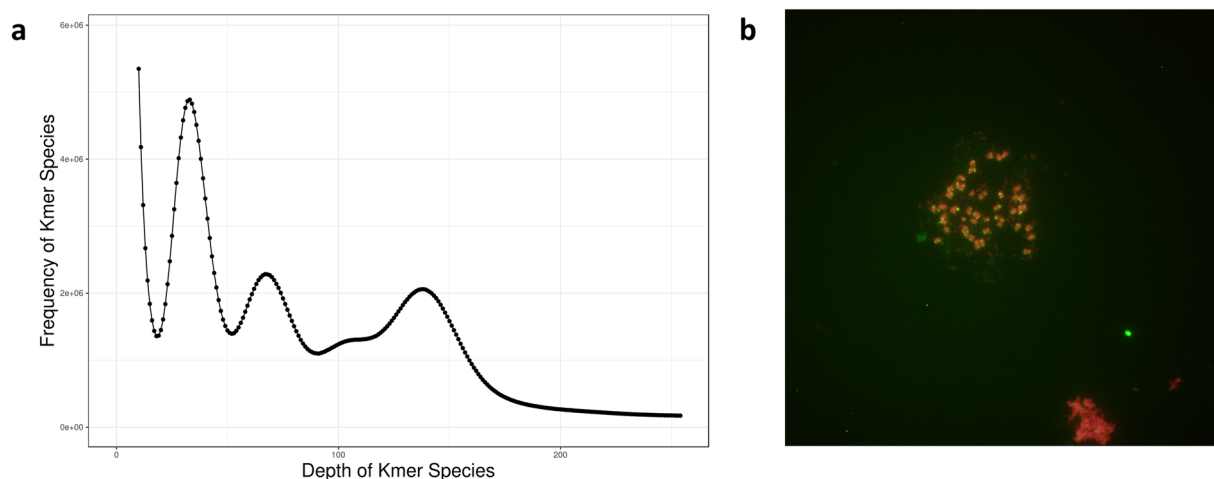 a
b
6e+06
4e+06
2e+06
0e+00
Frequency of Kmer Species
0
100
200
Depth of Kmer Species